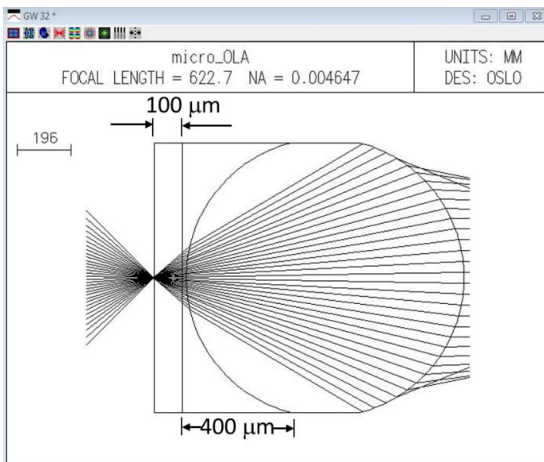 GW 32 *
micro_OLA
FOCAL LENGTH = 622.7 NA = 0.004647
UNITS: MM
DES: OSLO
100 µm
196
400 µm